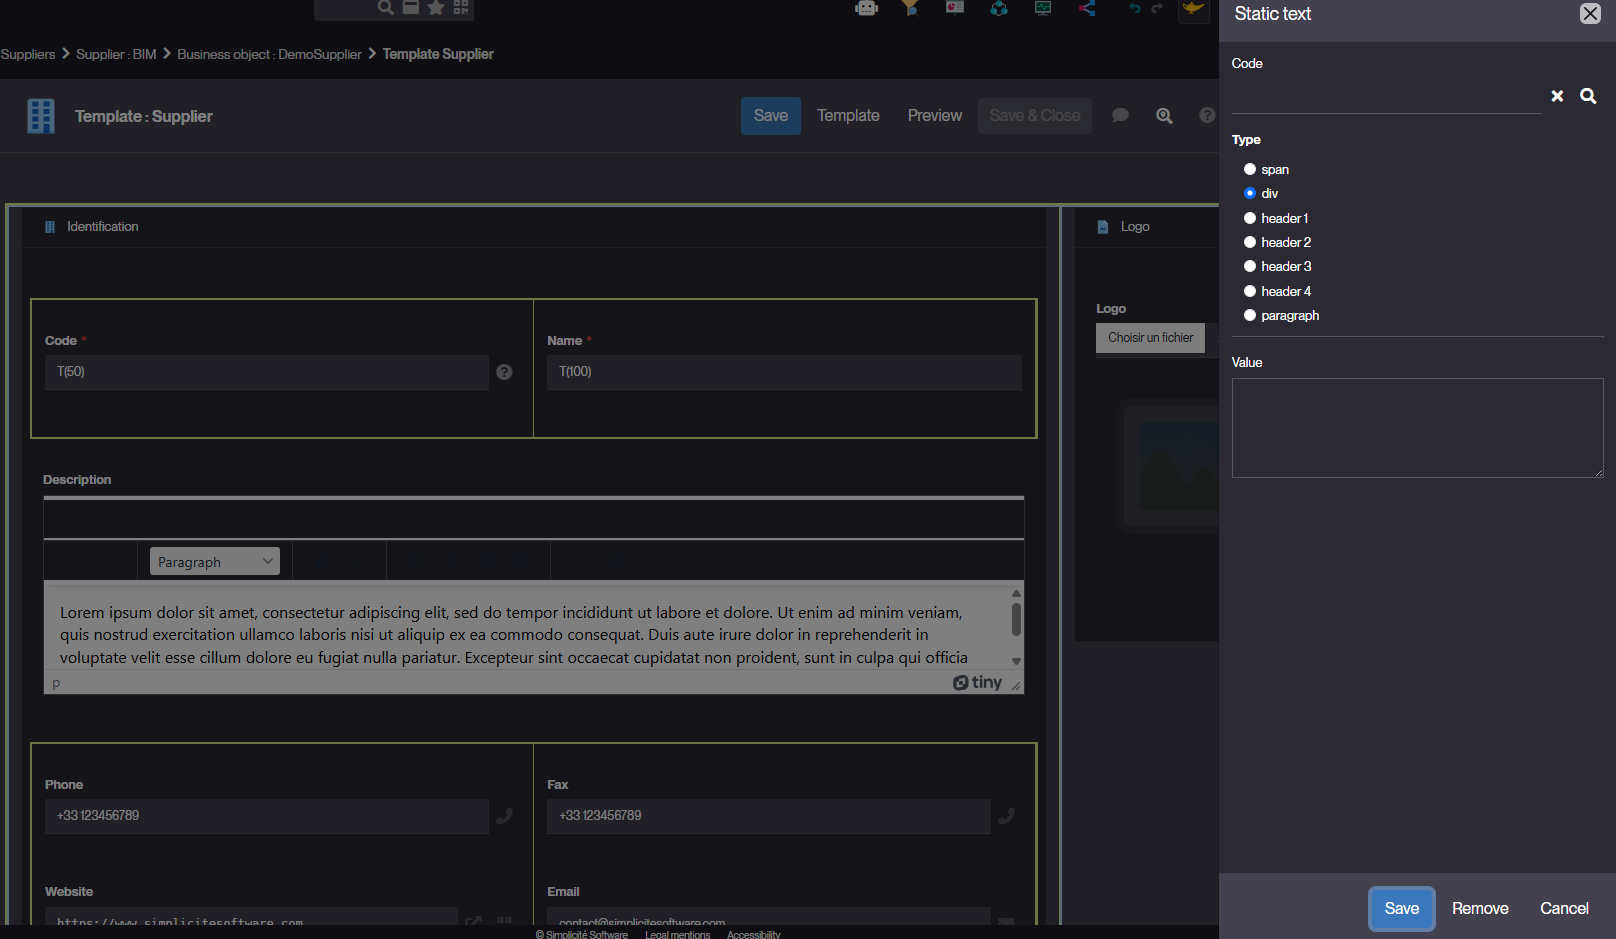 Static text
Suppliers > Supplier : BIM > Business object : DemoSupplier > Template Supplier
Template : Supplier
Save
Template
Preview
Save & Close
Identification
Code *
T(50)
Name *
T(100)
Description
Paragraph
Lorem ipsum dolor sit amet, consectetur adipiscing elit, sed do tempor incididunt ut labore et dolore. Ut enim ad minim veniam,
quis nostrud exercitation ullamco laboris nisi ut aliquip ex ea commodo consequat. Duis aute irure dolor in reprehenderit in
voluptate velit esse cillum dolore eu fugiat nulla pariatur. Excepteur sint occaecat cupidatat non proident, sunt in culpa qui officia
p
tiny
Phone
+33 123456789
Fax
+33 123456789
Website
https://www.simplicitesoftware.com
Email
contact@simplicitesoftware.com
Logo
Logo
Choisir un fichier
Code
Type
span
div
header 1
header 2
header 3
header 4
paragraph
Value
Save
Remove
Cancel
© Simplicité Software
Legal mentions
Accessibility